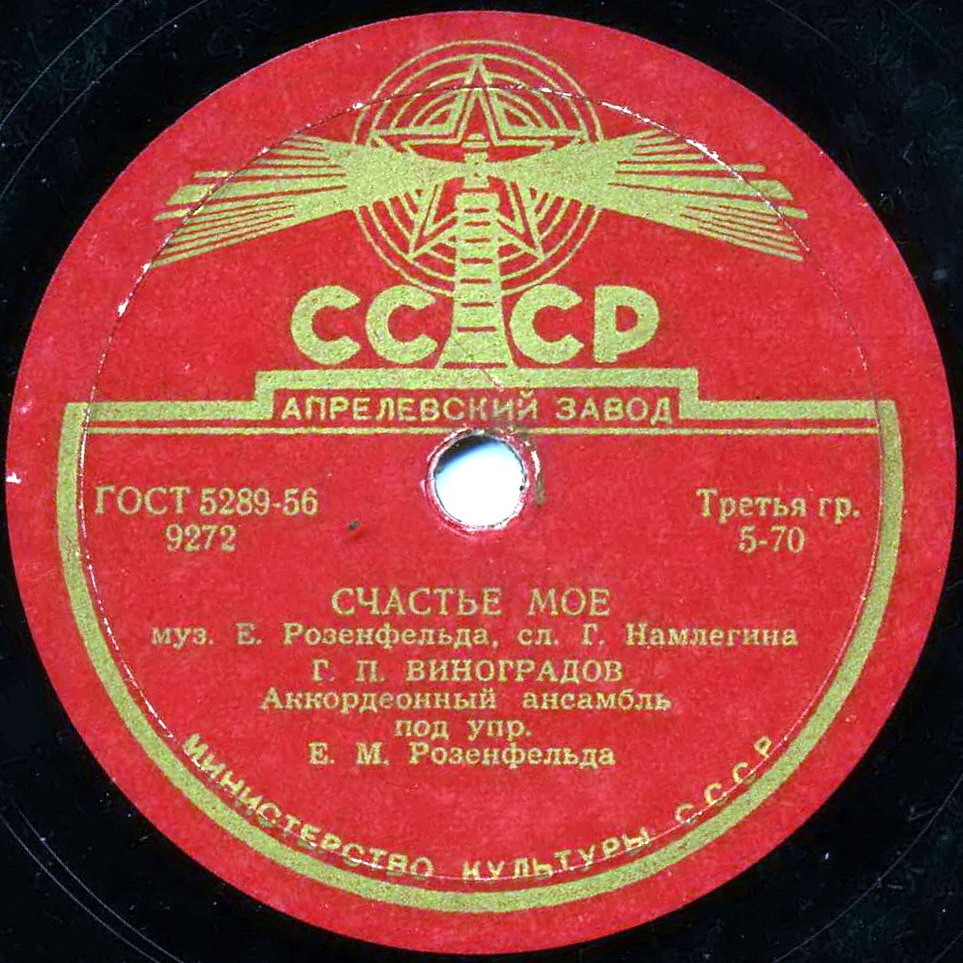 СССР
АПРЕЛЕВСКИЙ ЗАВОД
ГОСТ 5289-56
9272
Третья гр.
5-70
СЧАСТЬЕ МОЕ
муз. Е. Розенфельда, сл. Г. Намлегина
Г. П. ВИНОГРАДОВ
Аккордеонный ансамбль
под упр.
Е. М. Розенфельда
МИНИСТЕРСТВО КУЛЬТУРЫ СССР